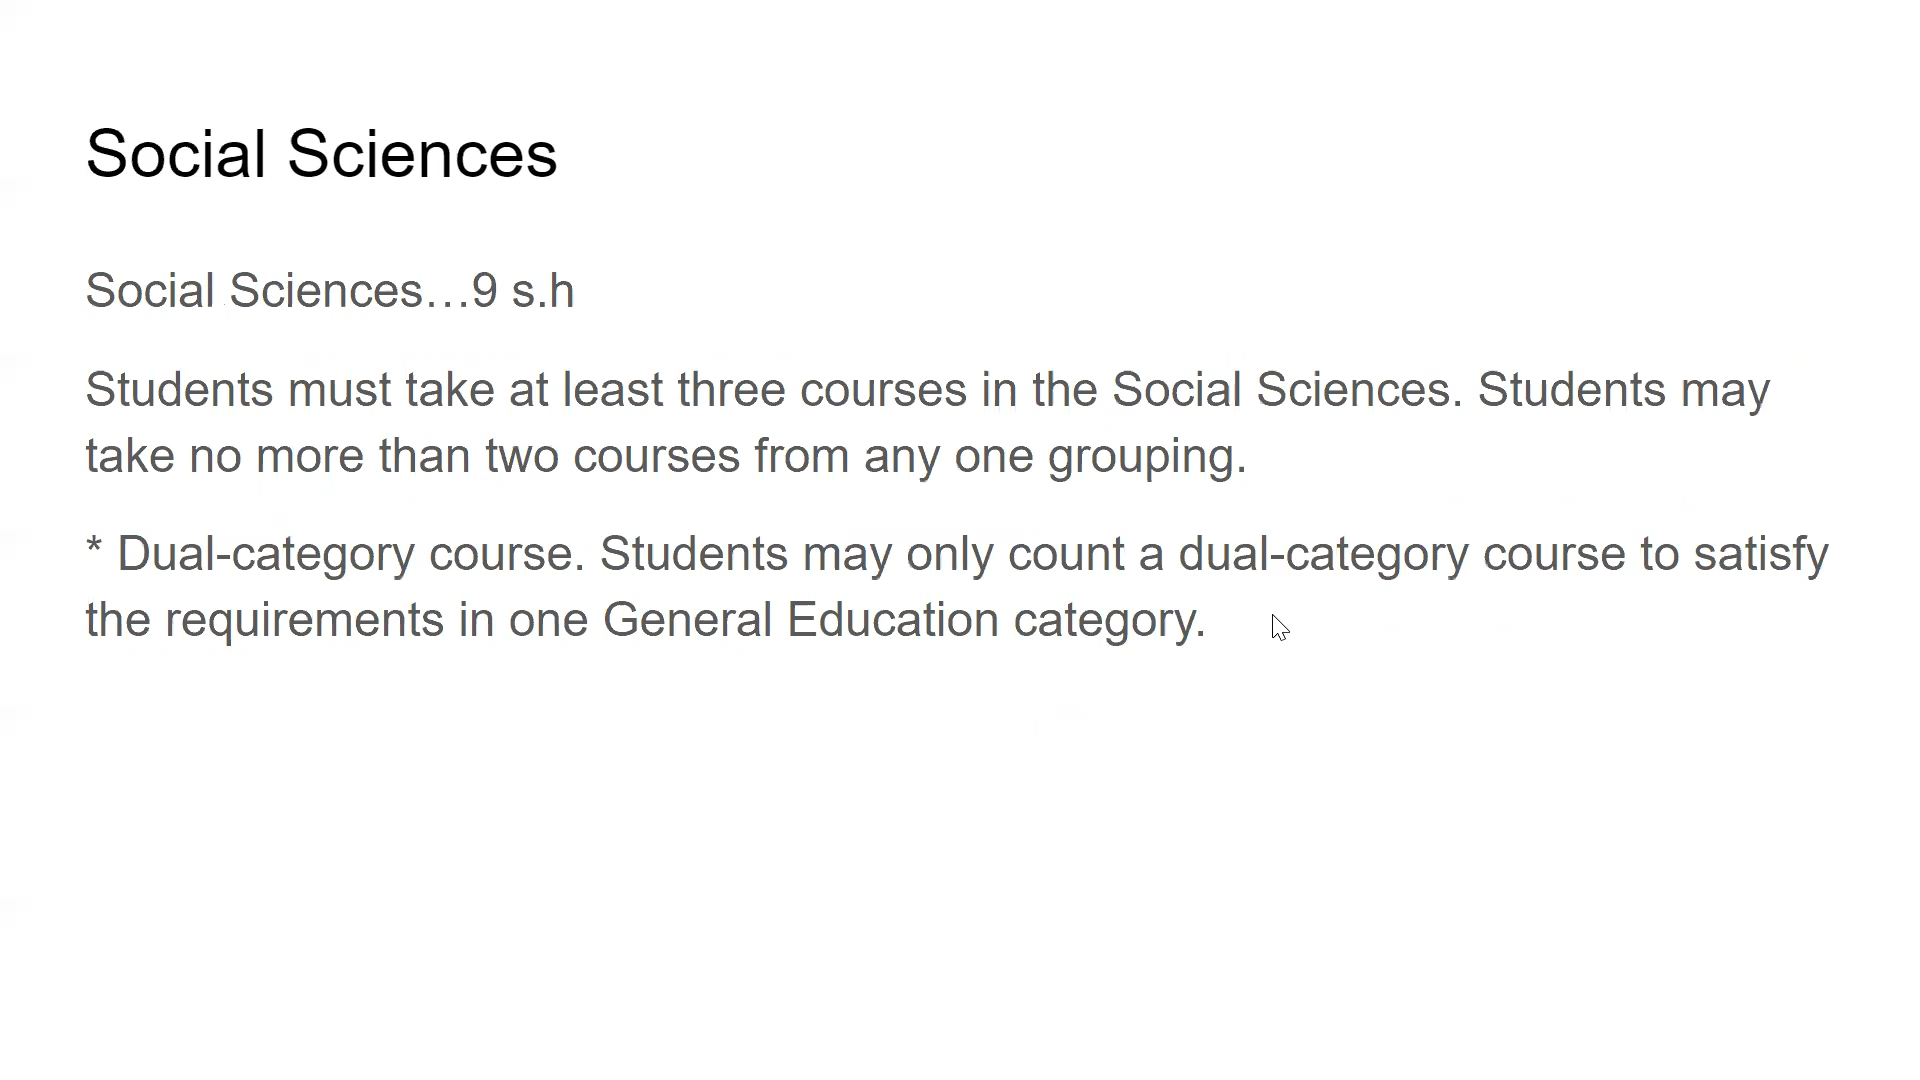 Social Sciences
Social Sciences…9 s.h
Students must take at least three courses in the Social Sciences. Students may
take no more than two courses from any one grouping.
* Dual-category course. Students may only count a dual-category course to satisfy
the requirements in one General Education category.